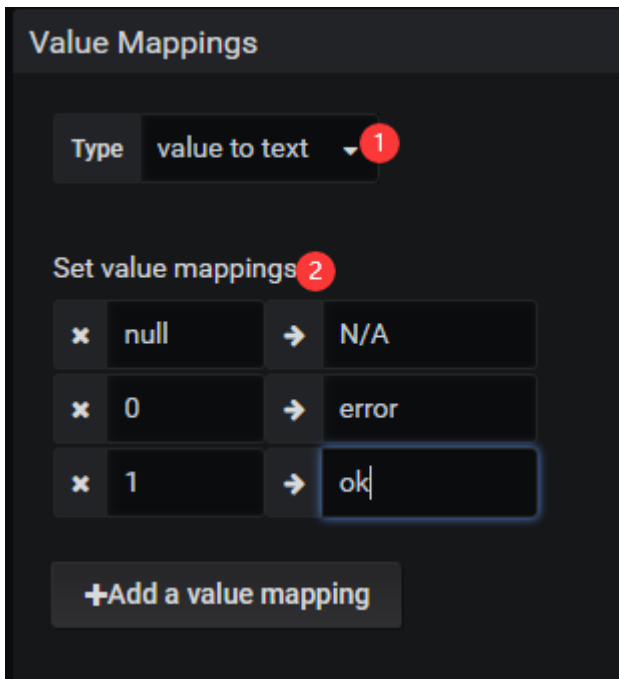 Value Mappings
Type value to text 1
Set value mappings 2
null N/A
0 error
1 ok
+Add a value mapping